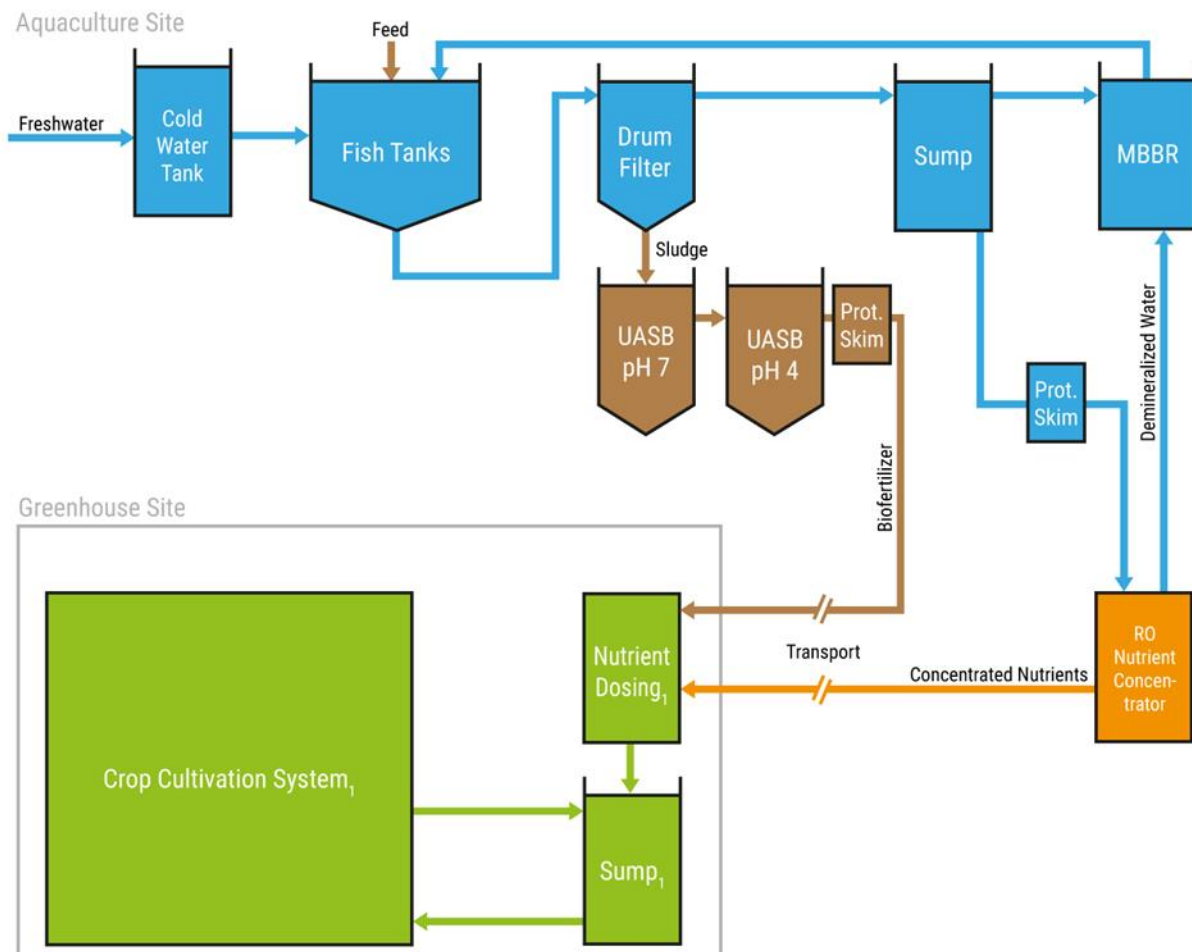 Aquaculture Site
Feed
Freshwater
Cold
Water
Tank
Fish Tanks
Drum
Filter
Sump
MBBR
Sludge
UASB
pH 7
UASB
pH 4
Prot.
Skim
Prot.
Skim
Demineralized Water
Biofertilizer
Greenhouse Site
Nutrient
Dosing₁
Transport
Concentrated Nutrients
RO
Nutrient
Concen-
trator
Crop Cultivation System₁
Sump₁